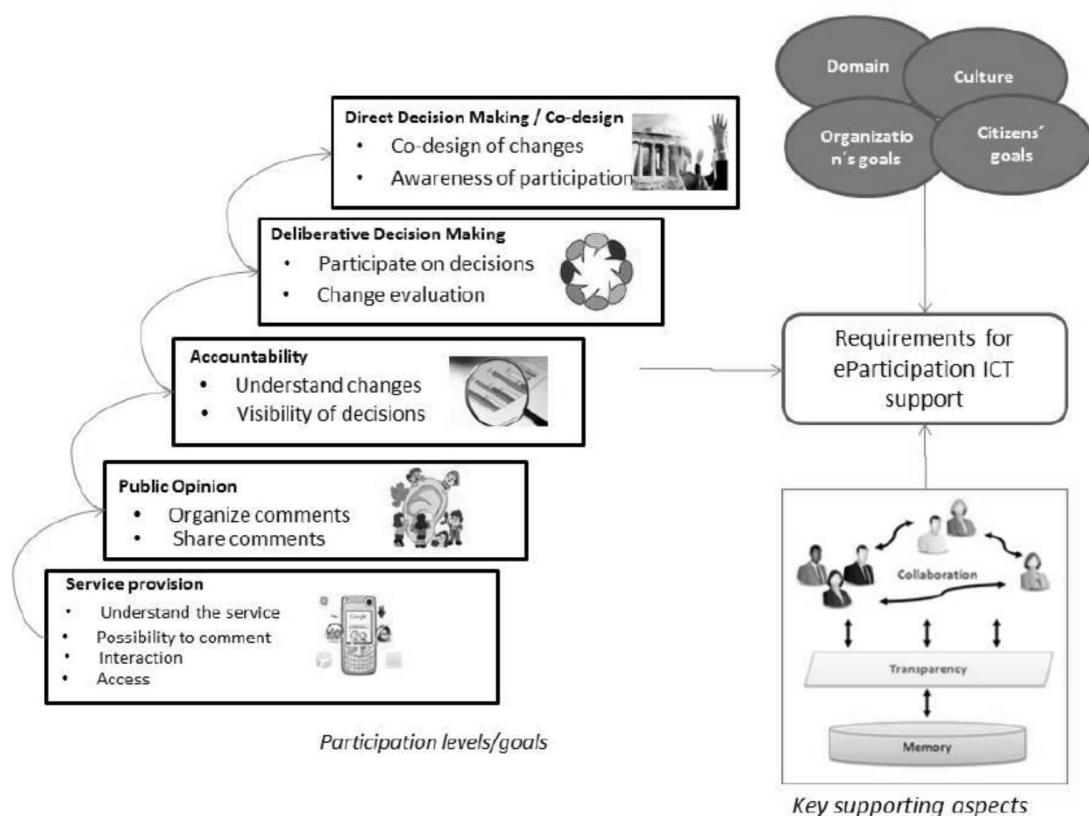 Direct Decision Making / Co-design
• Co-design of changes
• Awareness of participation
Deliberative Decision Making
• Participate on decisions
• Change evaluation
Accountability
• Understand changes
• Visibility of decisions
Public Opinion
• Organize comments
• Share comments
Service provision
• Understand the service
• Possibility to comment
• Interaction
• Access
Google
Participation levels/goals
Domain
Culture
Organizatio
n´s goals
Citizens´
goals
Requirements for
eParticipation ICT
support
Collaboration
Transparency
Memory
Key supporting aspects